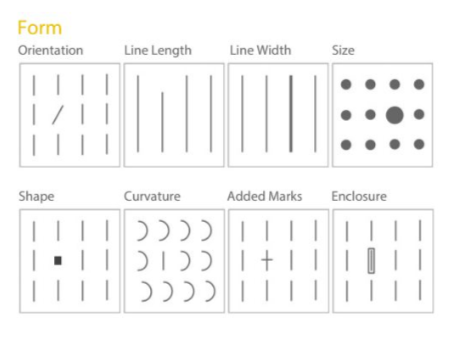 Form
Orientation Line Length Line Width Size
Shape Curvature Added Marks Enclosure